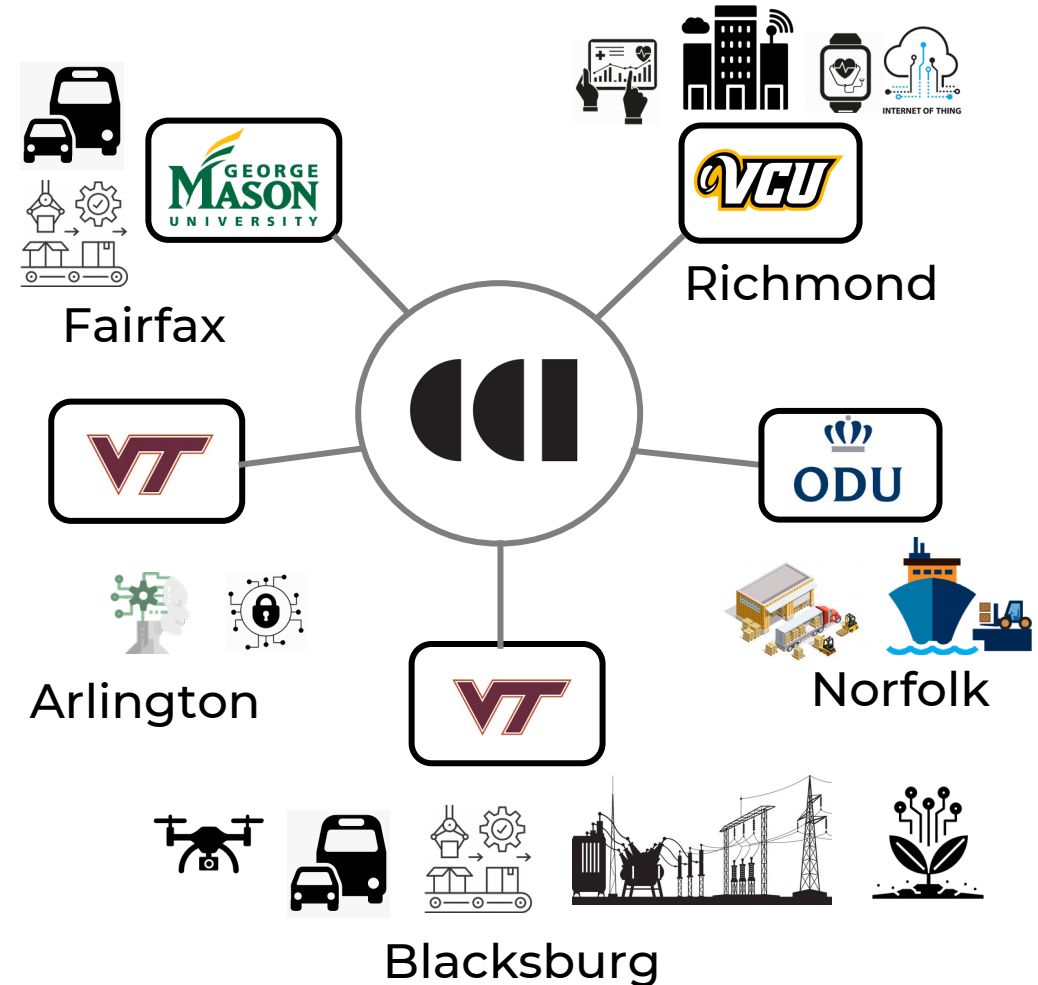 INTERNET OF THING
GEORGE
MASON
UNIVERSITY
VCU
Richmond
Fairfax
CCI
VT
ODU
Arlington
Norfolk
VT
Blacksburg